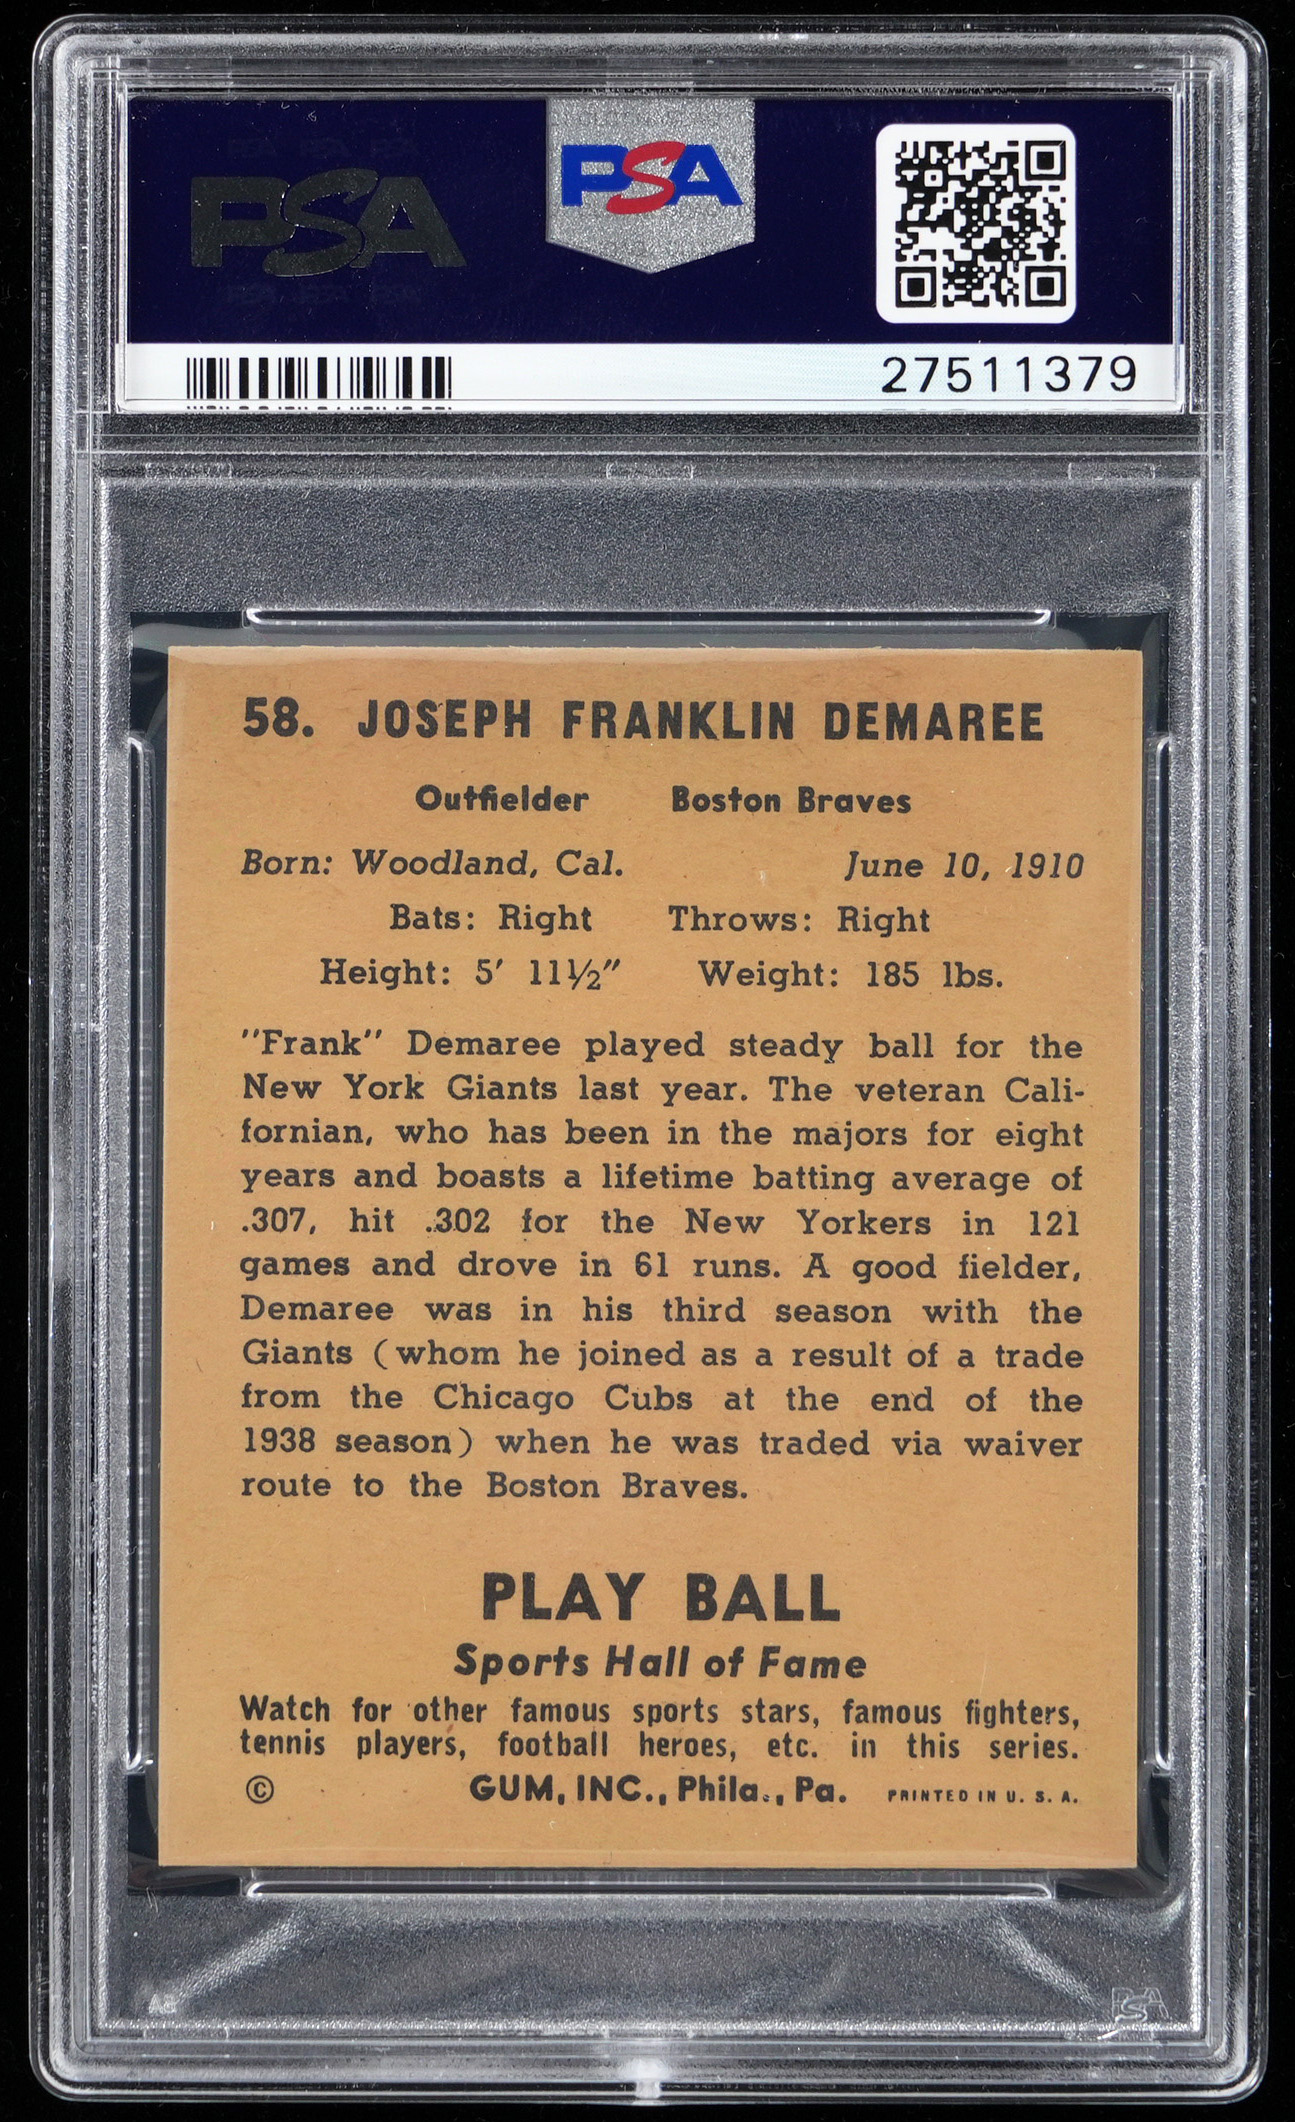 PSA
PSA
27511379
58. JOSEPH FRANKLIN DEMAREE
Outfielder Boston Braves
Born: Woodland, Cal. June 10, 1910
Bats: Right Throws: Right
Height: 5′ 11½″ Weight: 185 lbs.
"Frank" Demaree played steady ball for the
New York Giants last year. The veteran Cali-
fornian, who has been in the majors for eight
years and boasts a lifetime batting average of
.307, hit .302 for the New Yorkers in 121
games and drove in 61 runs. A good fielder,
Demaree was in his third season with the
Giants (whom he joined as a result of a trade
from the Chicago Cubs at the end of the
1938 season) when he was traded via waiver
route to the Boston Braves.
PLAY BALL
Sports Hall of Fame
Watch for other famous sports stars, famous fighters,
tennis players, football heroes, etc. in this series.
© GUM, INC., Phila., Pa. PRINTED IN U. S. A.
PSA